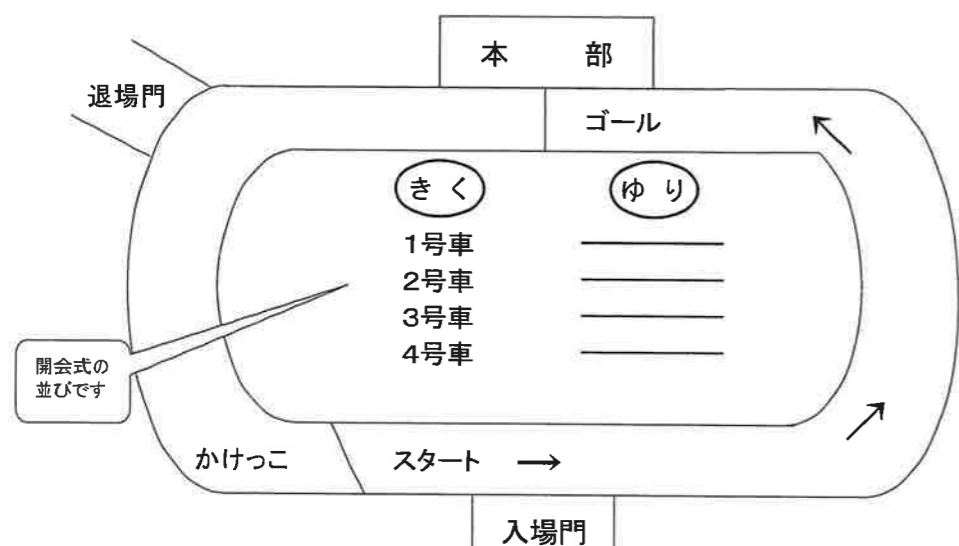 本 部
退場門
ゴール
きく
ゆり
1号車
2号車
3号車
4号車
開会式の
並びです
かけっこ
スタート →
入場門